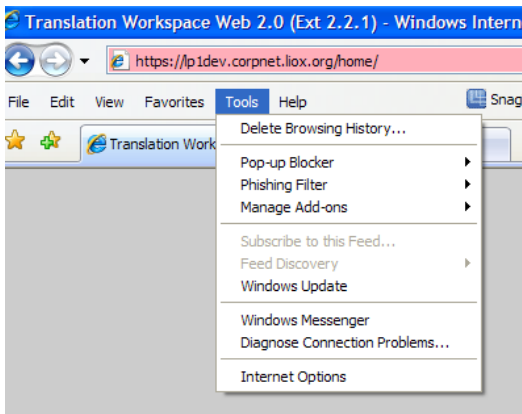 Translation Workspace Web 2.0 (Ext 2.2.1) - Windows Intern
https://lp1dev.corpnet.liox.org/home/
File Edit View Favorites Tools Help Snag
Translation Work
Delete Browsing History...
Pop-up Blocker
Phishing Filter
Manage Add-ons
Subscribe to this Feed...
Feed Discovery
Windows Update
Windows Messenger
Diagnose Connection Problems...
Internet Options